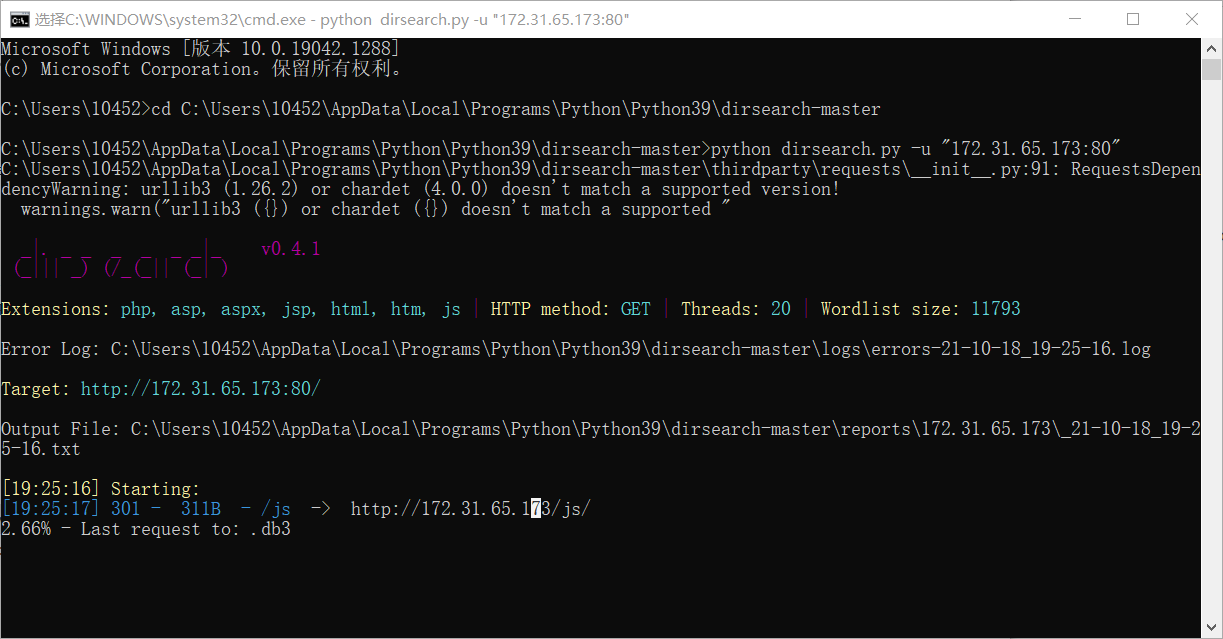 选择C:\WINDOWS\system32\cmd.exe - python  dirsearch.py -u "172.31.65.173:80"
Microsoft Windows [版本 10.0.19042.1288]
(c) Microsoft Corporation。保留所有权利。
C:\Users\10452>cd C:\Users\10452\AppData\Local\Programs\Python\Python39\dirsearch-master
C:\Users\10452\AppData\Local\Programs\Python\Python39\dirsearch-master>python dirsearch.py -u "172.31.65.173:80"
C:\Users\10452\AppData\Local\Programs\Python\Python39\dirsearch-master\thirdparty\requests\__init__.py:91: RequestsDepen
dencyWarning: urllib3 (1.26.2) or chardet (4.0.0) doesn't match a supported version!
  warnings.warn("urllib3 ({}) or chardet ({}) doesn't match a supported "
v0.4.1
Extensions: php, asp, aspx, jsp, html, htm, js | HTTP method: GET | Threads: 20 | Wordlist size: 11793
Error Log: C:\Users\10452\AppData\Local\Programs\Python\Python39\dirsearch-master\logs\errors-21-10-18_19-25-16.log
Target: http://172.31.65.173:80/
Output File: C:\Users\10452\AppData\Local\Programs\Python\Python39\dirsearch-master\reports\172.31.65.173\_21-10-18_19-2
5-16.txt
[19:25:16] Starting:
[19:25:17] 301 -  311B  - /js  ->  http://172.31.65.173/js/
2.66% - Last request to: .db3